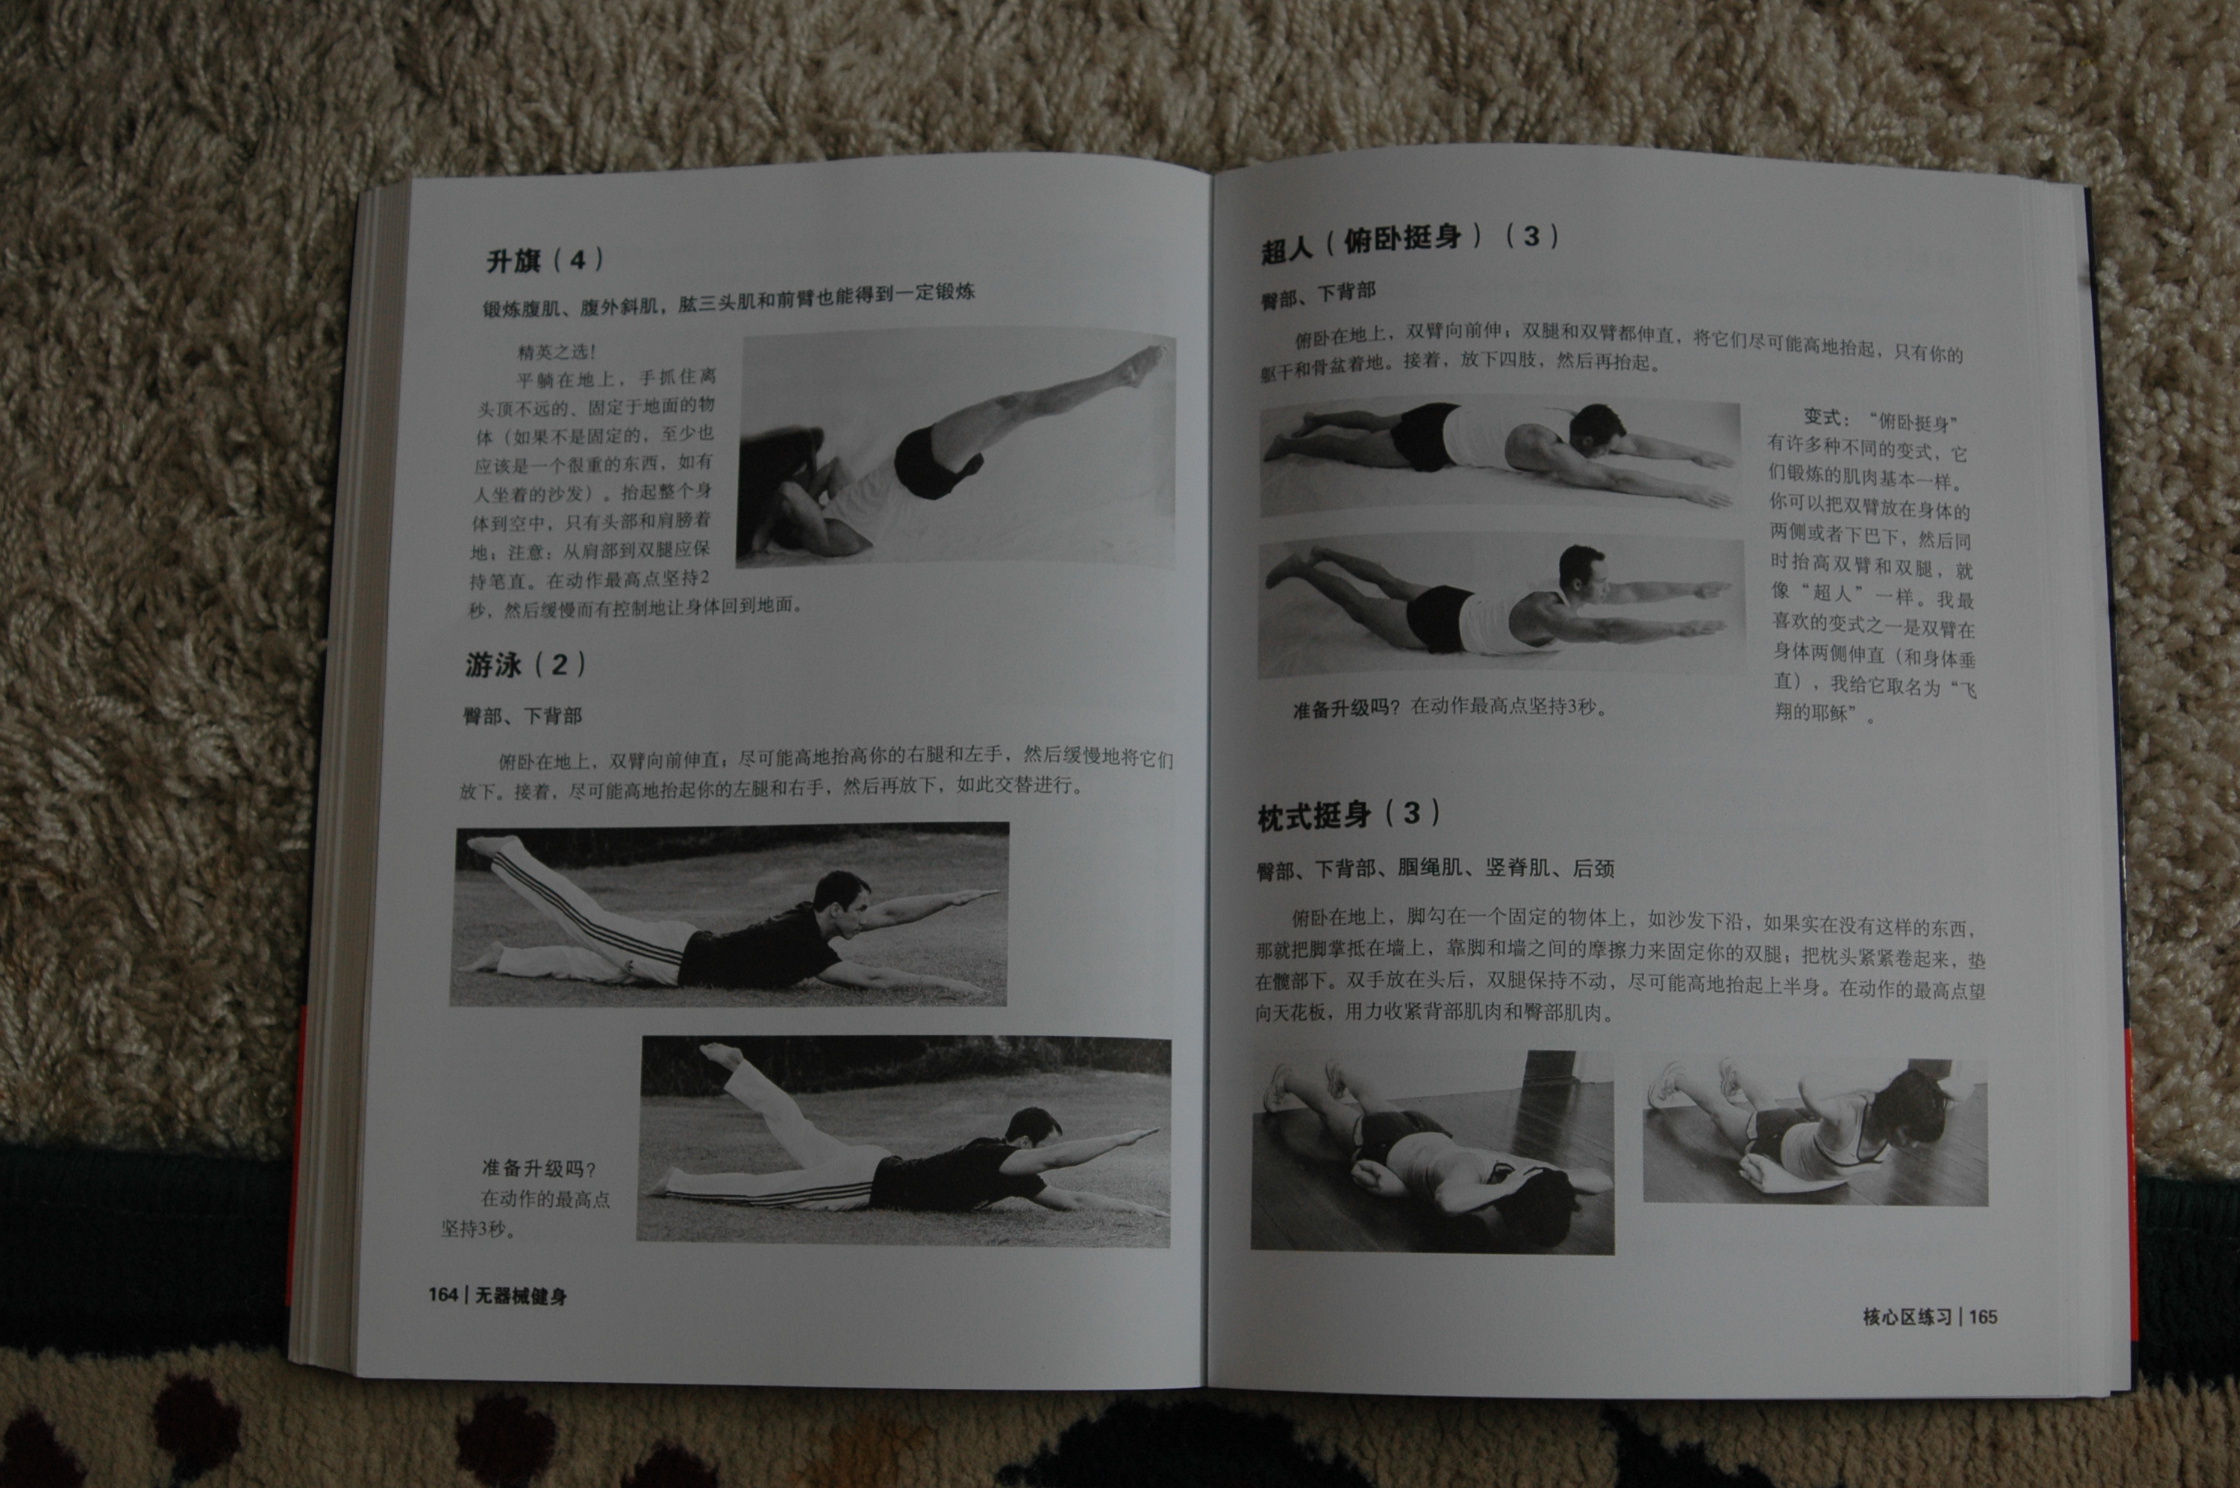 升旗（4）
锻炼腹肌、腹外斜肌，肱三头肌和前臂也能得到一定锻炼
精英之选！
平躺在地上，手抓住离
头顶不远的、固定于地面的物
体（如果不是固定的，至少也
应该是一个很重的东西，如有
人坐着的沙发）。抬起整个身
体到空中，只有头部和肩膀着
地；注意：从肩部到双腿应保
持笔直。在动作最高点坚持2
秒，然后缓慢而有控制地让身体回到地面。
游泳（2）
臀部、下背部
俯卧在地上，双臂向前伸直；尽可能高地抬高你的右腿和左手，然后缓慢地将它们
放下。接着，尽可能高地抬起你的左腿和右手，然后再放下，如此交替进行。
准备升级吗？
在动作的最高点
坚持3秒。
164|无器械健身
超人（俯卧挺身）（3）
臀部、下背部
俯卧在地上，双臂向前伸；双腿和双臂都伸直，将它们尽可能高地抬起，只有你的
躯干和骨盆着地。接着，放下四肢，然后再抬起。
变式：“俯卧挺身”
有许多种不同的变式，它
们锻炼的肌肉基本一样。
你可以把双臂放在身体的
两侧或者下巴下，然后同
时抬高双臂和双腿，就
像“超人”一样。我最
喜欢的变式之一是双臂在
身体两侧伸直（和身体垂
直），我给它取名为“飞
翔的耶稣”。
准备升级吗？在动作最高点坚持3秒。
枕式挺身（3）
臀部、下背部、腘绳肌、竖脊肌、后颈
俯卧在地上，脚勾在一个固定的物体上，如沙发下沿，如果实在没有这样的东西，
那就把脚掌抵在墙上，靠脚和墙之间的摩擦力来固定你的双腿；把枕头紧紧卷起来，垫
在髋部下。双手放在头后，双腿保持不动，尽可能高地抬起上半身。在动作的最高点望
向天花板，用力收紧背部肌肉和臀部肌肉。
核心区练习|165